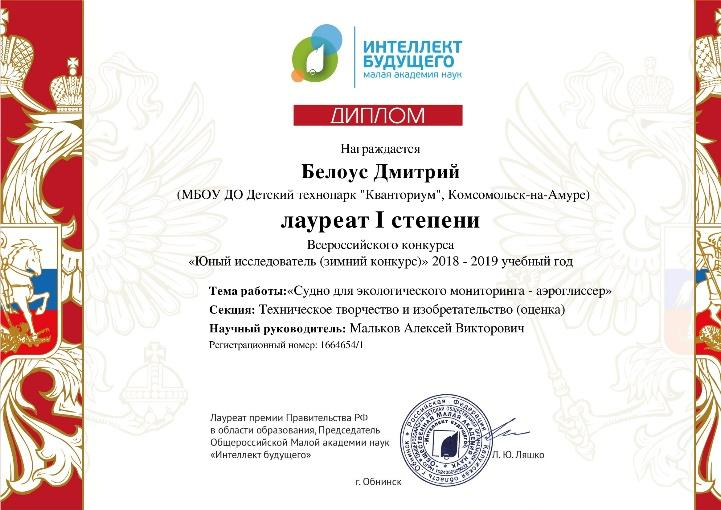 ИНТЕЛЛЕКТ
БУДУЩЕГО
малая академия наук
ДИПЛОМ
Награждается
Белоус Дмитрий
(МБОУ ДО Детский технопарк "Кванториум", Комсомольск-на-Амуре)
лауреат I степени
Всероссийского конкурса
«Юный исследователь (зимний конкурс)» 2018 - 2019 учебный год
Тема работы:«Судно для экологического мониторинга - аэроглиссер»
Секция: Техническое творчество и изобретательство (оценка)
Научный руководитель: Мальков Алексей Викторович
Регистрационный номер: 1664654/1
Лауреат премии Правительства РФ
в области образования, Председатель
Общероссийской Малой академии наук
«Интеллект будущего»
Л. Ю. Ляшко
г. Обнинск